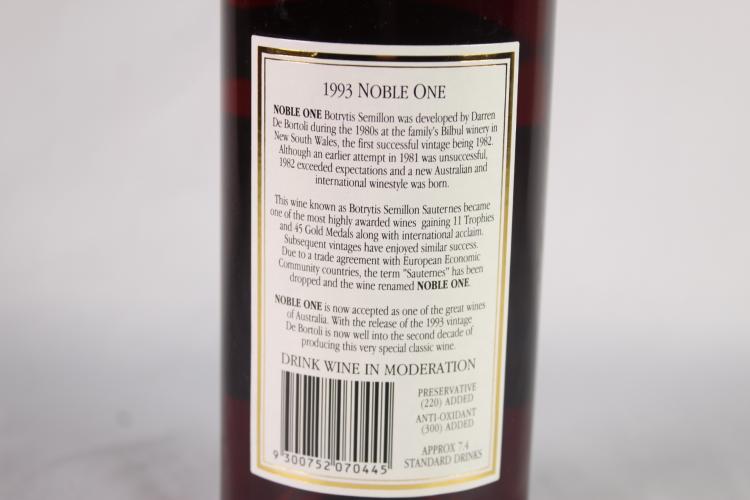 1993 NOBLE ONE
NOBLE ONE Botrytis Semillon was developed by Darren
De Bortoli during the 1980s at the family's Bilbul winery in
New South Wales, the first successful vintage being 1982.
Although an earlier attempt in 1981 was unsuccessful,
1982 exceeded expectations and a new Australian and
international winestyle was born.
This wine known as Botrytis Semillon Sauternes became
one of the most highly awarded wines gaining 11 Trophies
and 45 Gold Medals along with international acclaim.
Subsequent vintages have enjoyed similar success.
Due to a trade agreement with European Economic
Community countries, the term "Sauternes" has been
dropped and the wine renamed NOBLE ONE.
NOBLE ONE is now accepted as one of the great wines
of Australia. With the release of the 1993 vintage
De Bortoli is now well into the second decade of
producing this very special classic wine.
DRINK WINE IN MODERATION
PRESERVATIVE
(220) ADDED
ANTI-OXIDANT
(300) ADDED
APPROX 7.4
STANDARD DRINKS
9 300752 070445